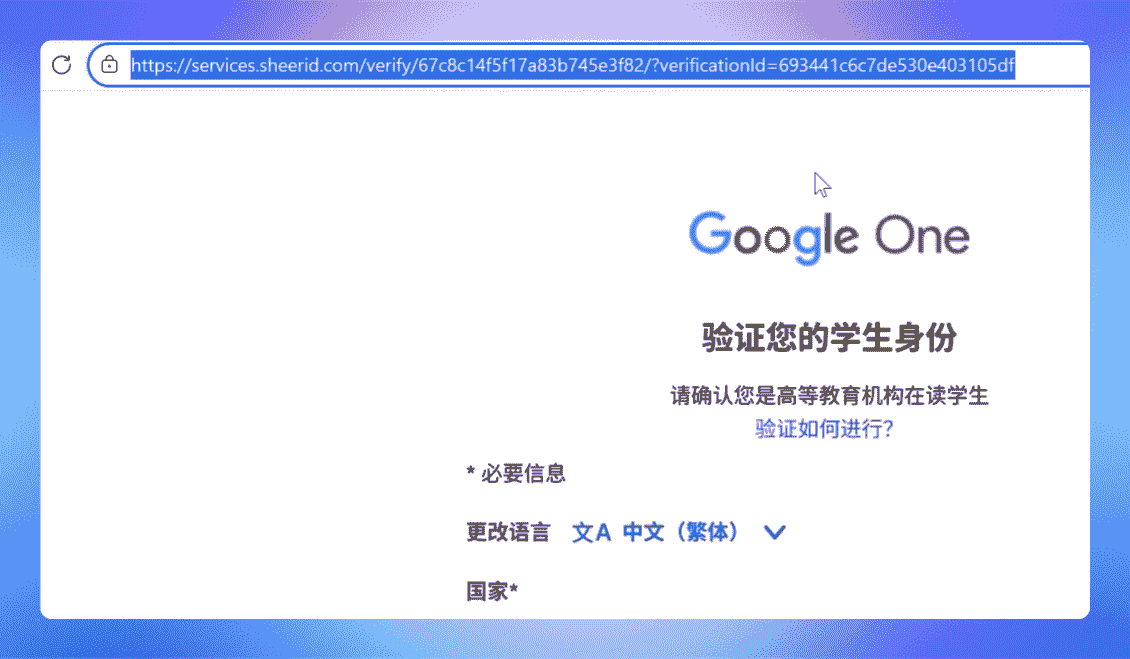 https://services.sheerid.com/verify/67c8c14f5f17a83b745e3f82/?verificationId=693441c6c7de530e403105df
Google One
验证您的学生身份
请确认您是高等教育机构在读学生
验证如何进行？
* 必要信息
更改语言 文A 中文（繁体）
国家*